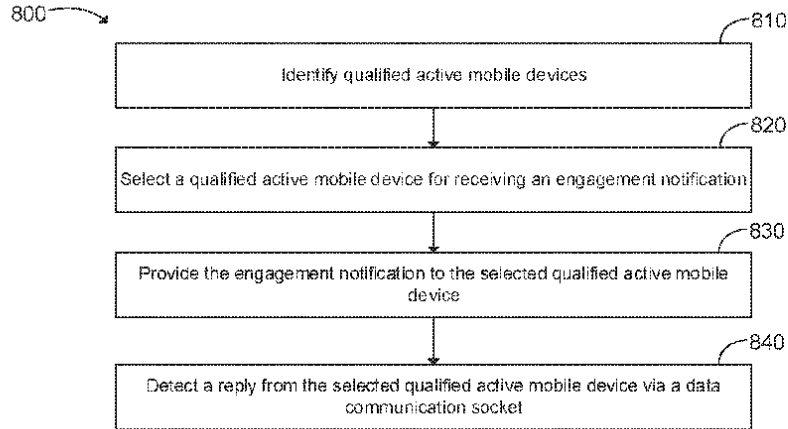 800
810
Identify qualified active mobile devices
820
Select a qualified active mobile device for receiving an engagement notification
830
Provide the engagement notification to the selected qualified active mobile
device
840
Detect a reply from the selected qualified active mobile device via a data
communication socket